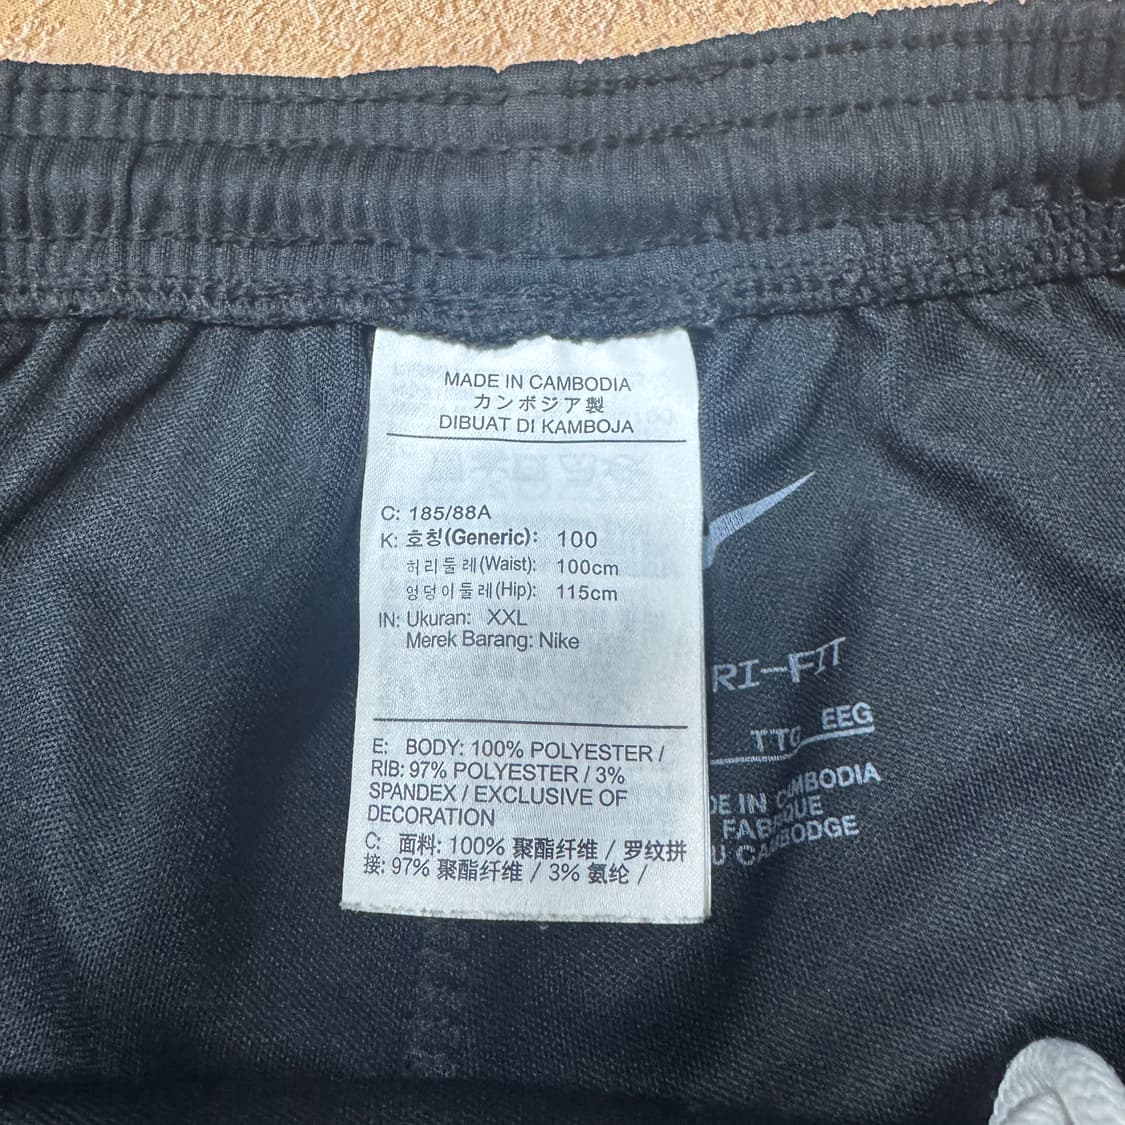 MADE IN CAMBODIA
カンボジア製
DIBUAT DI KAMBOJA
C: 185/88A
K: 호칭(Generic): 100
허리둘레(Waist): 100cm
엉덩이둘레(Hip): 115cm
IN: Ukuran: XXL
Merek Barang: Nike
E: BODY: 100% POLYESTER /
RIB: 97% POLYESTER / 3%
SPANDEX / EXCLUSIVE OF
DECORATION
C: 面料: 100% 聚酯纤维 / 罗纹拼
接: 97% 聚酯纤维 / 3% 氨纶 /
RI-FIT
EEG
IN CAMBODIA